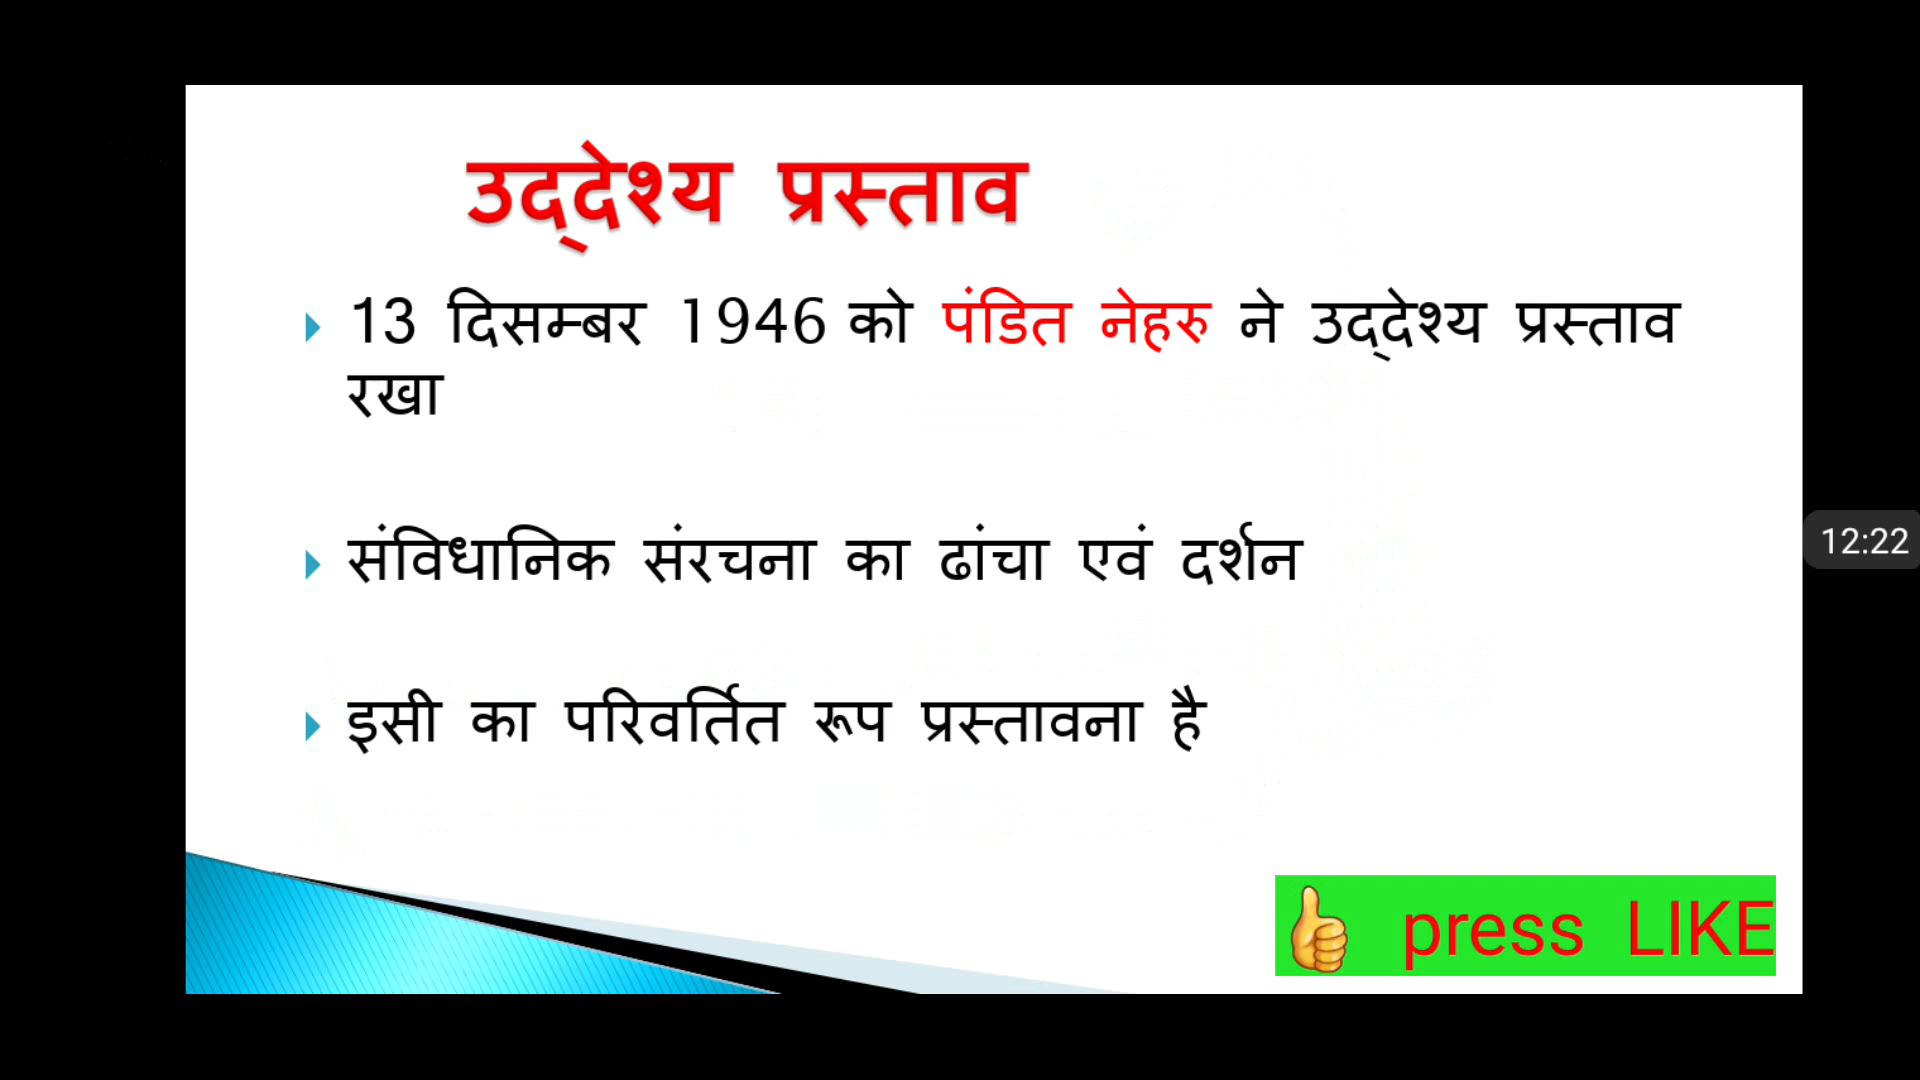 उद्‌देश्य प्रस्ताव
13 दिसम्बर 1946 को पंडित नेहरु ने उद्‌देश्य प्रस्ताव
रखा
संविधानिक संरचना का ढांचा एवं दर्शन
12:22
इसी का परिवर्तित रूप प्रस्तावना है
press LIKE